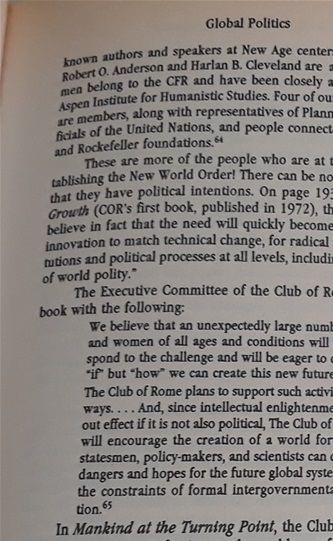 Global Politics
known authors and speakers at New Age center
Robert O. Anderson and Harlan B. Cleveland are a
men belong to the CFR and have been closely a
Aspen Institute for Humanistic Studies. Four of ou
are members, along with representatives of Plann
ficials of the United Nations, and people connect
and Rockefeller foundations.64
These are more of the people who are at t
tablishing the New World Order! There can be no
that they have political intentions. On page 193
Growth (COR's first book, published in 1972), th
believe in fact that the need will quickly become
innovation to match technical change, for radical
tutions and political processes at all levels, includi
of world polity."
The Executive Committee of the Club of Ro
book with the following:
We believe that an unexpectedly large numb
and women of all ages and conditions will
spond to the challenge and will be eager to d
"if" but "how" we can create this new future
The Club of Rome plans to support such activi
ways. . . . And, since intellectual enlightenme
out effect if it is not also political, The Club of
will encourage the creation of a world for
statesmen, policy-makers, and scientists can d
dangers and hopes for the future global syste
the constraints of formal intergovernmenta
tion.65
In Mankind at the Turning Point, the Club